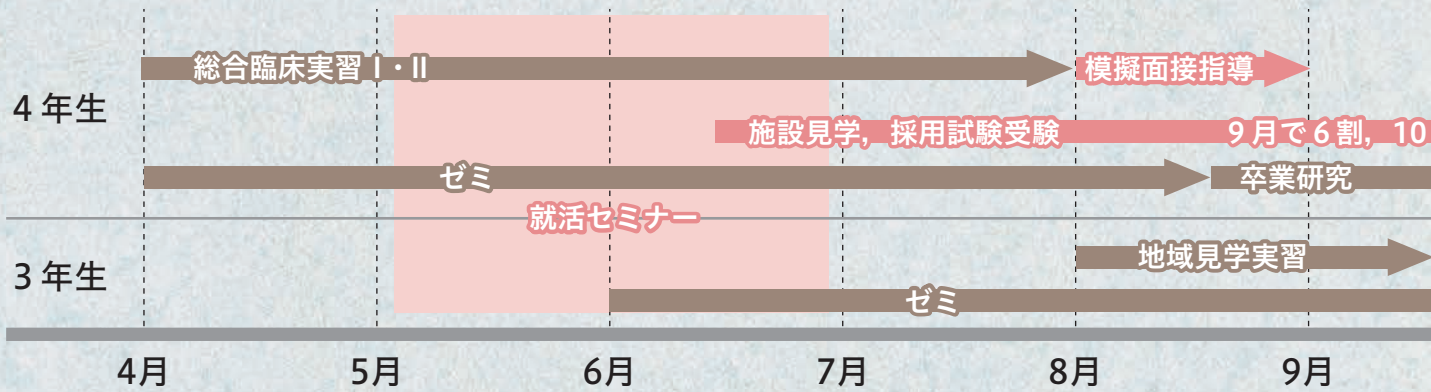 総合臨床実習Ⅰ・Ⅱ
模擬面接指導
4年生
施設見学，採用試験受験
9月で6割，10
ゼミ
卒業研究
就活セミナー
地域見学実習
3年生
ゼミ
4月 5月 6月 7月 8月 9月